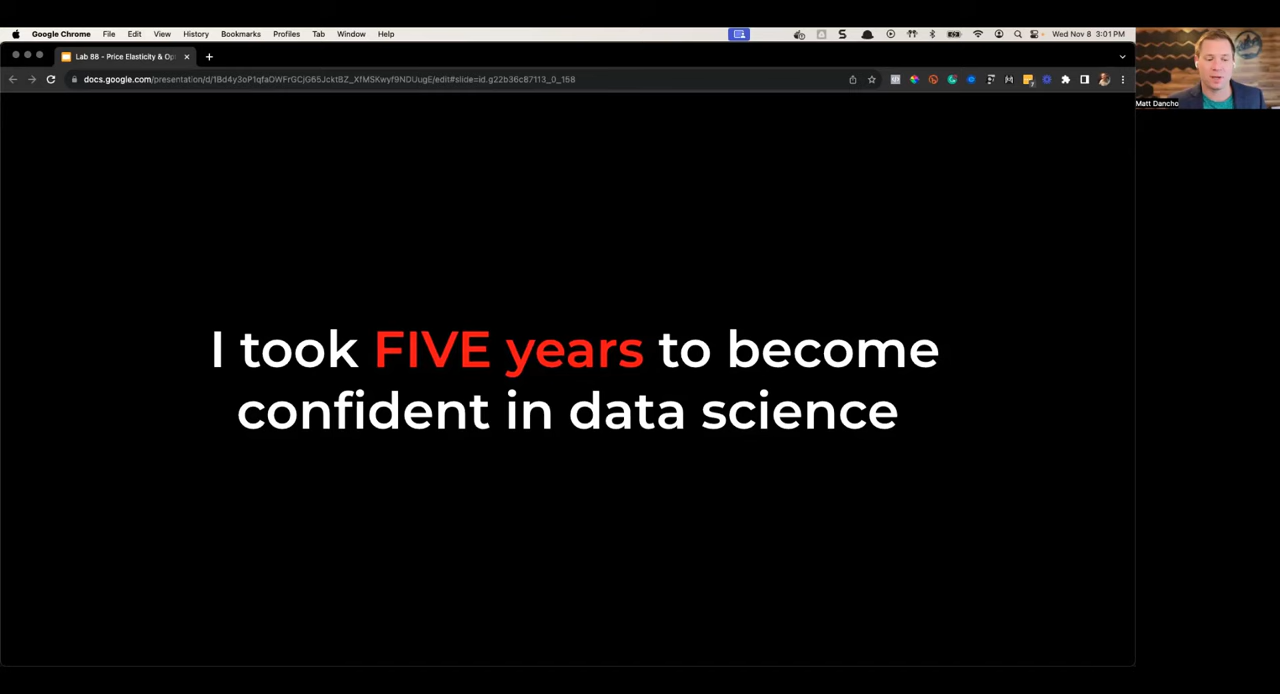 Google Chrome File Edit View History Bookmarks Profiles Tab Window Help Wed Nov 8 3:01 PM
Lab 88 - Price Elasticity & Op
docs.google.com/presentation/d/1Bd4y3oP1qfaDWFrGCjG65JcktBZ_XfMSKwyf9NDUugE/edit#slide=id.g22b36c87113_0_158
Matt Dancho
I took FIVE years to become
confident in data science